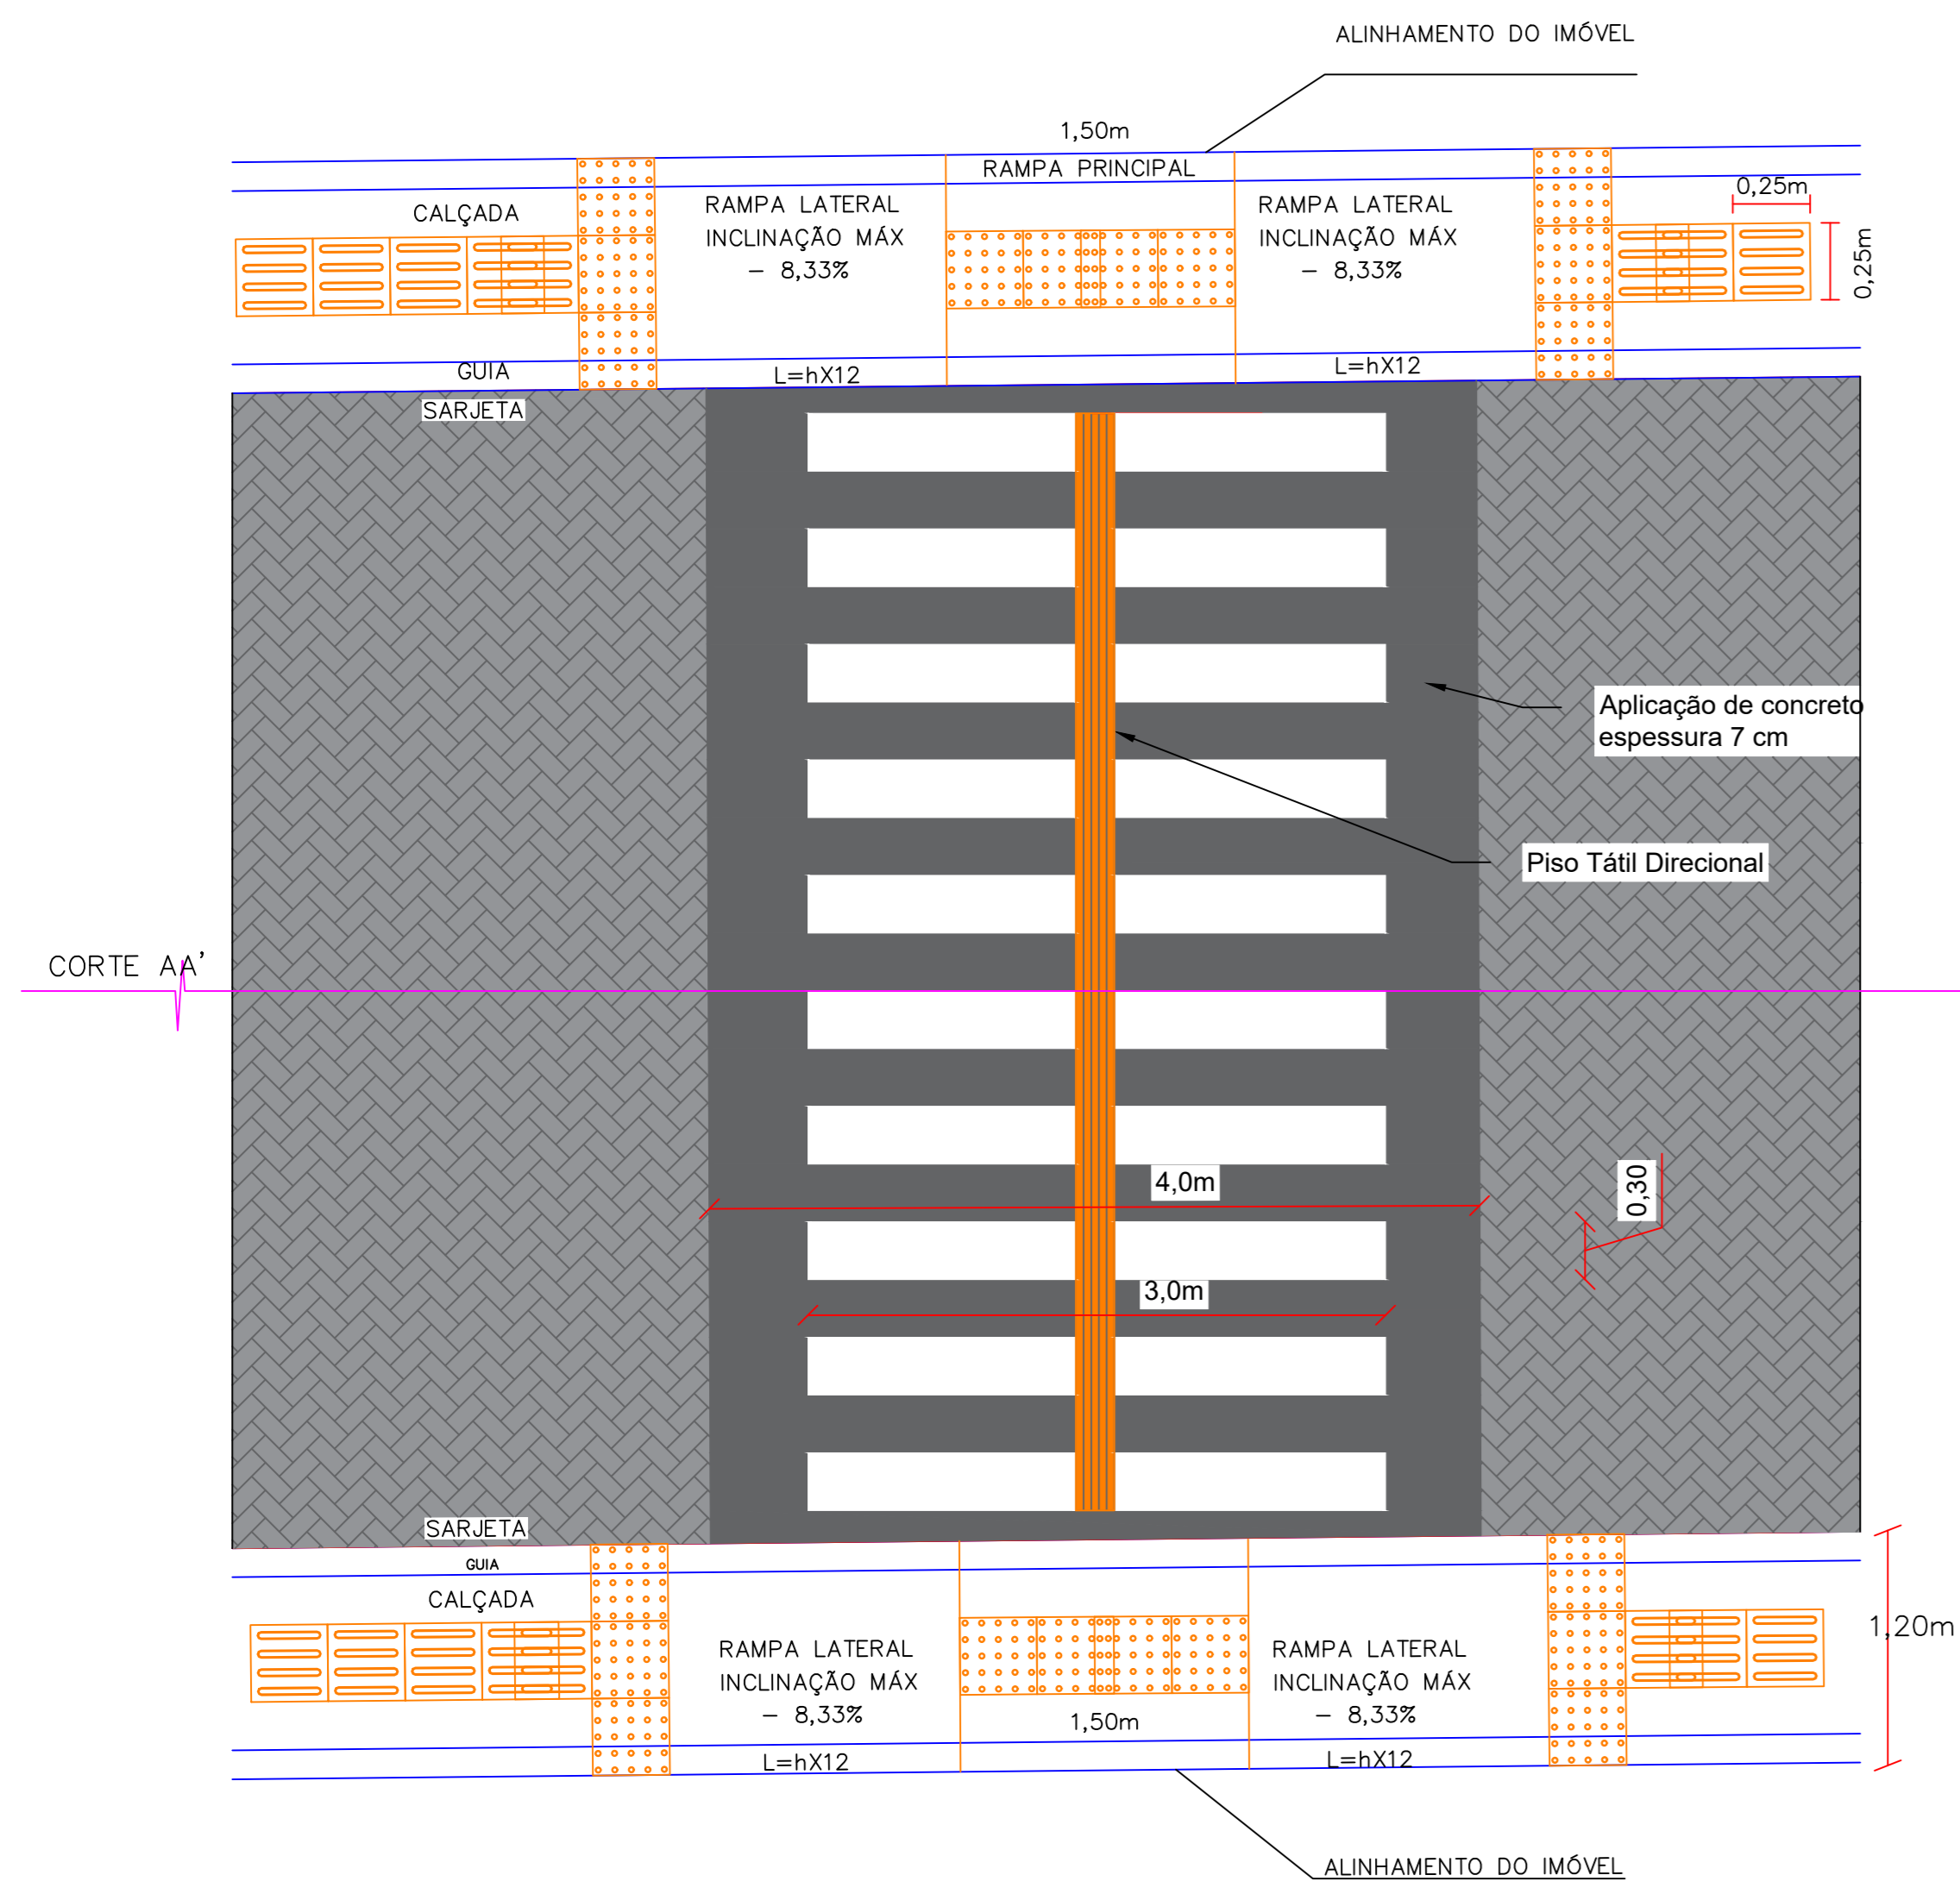 ALINHAMENTO DO IMÓVEL
1,50m
RAMPA PRINCIPAL
0,25m
CALÇADA
RAMPA LATERAL
INCLINAÇÃO MÁX
- 8,33%
RAMPA LATERAL
INCLINAÇÃO MÁX
- 8,33%
0,25m
GUIA
L=hX12
L=hX12
SARJETA
Aplicação de concreto
espessura 7 cm
Piso Tátil Direcional
CORTE AA'
4,0m
0,30
3,0m
SARJETA
GUIA
CALÇADA
1,20m
RAMPA LATERAL
INCLINAÇÃO MÁX
- 8,33%
1,50m
RAMPA LATERAL
INCLINAÇÃO MÁX
- 8,33%
L=hX12
L=hX12
ALINHAMENTO DO IMÓVEL